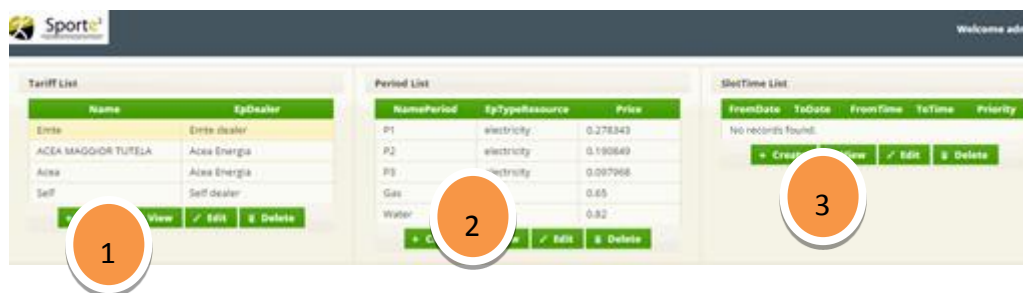 Sporte³
Welcome adm
Tariff List
Name EpDealer
Emte Emte dealer
ACEA MAGGIOR TUTELA Acea Energia
Acea Acea Energia
Self Self dealer
+ View Edit Delete
1
Period List
NamePeriod EpTypeResource Price
P1 electricity 0.278343
P2 electricity 0.190849
P3 electricity 0.097968
Gas 0.65
Water 0.82
+ C Edit Delete
2
SlotTime List
FromDate ToDate FromTime ToTime Priority
No records found.
+ Create View Edit Delete
3